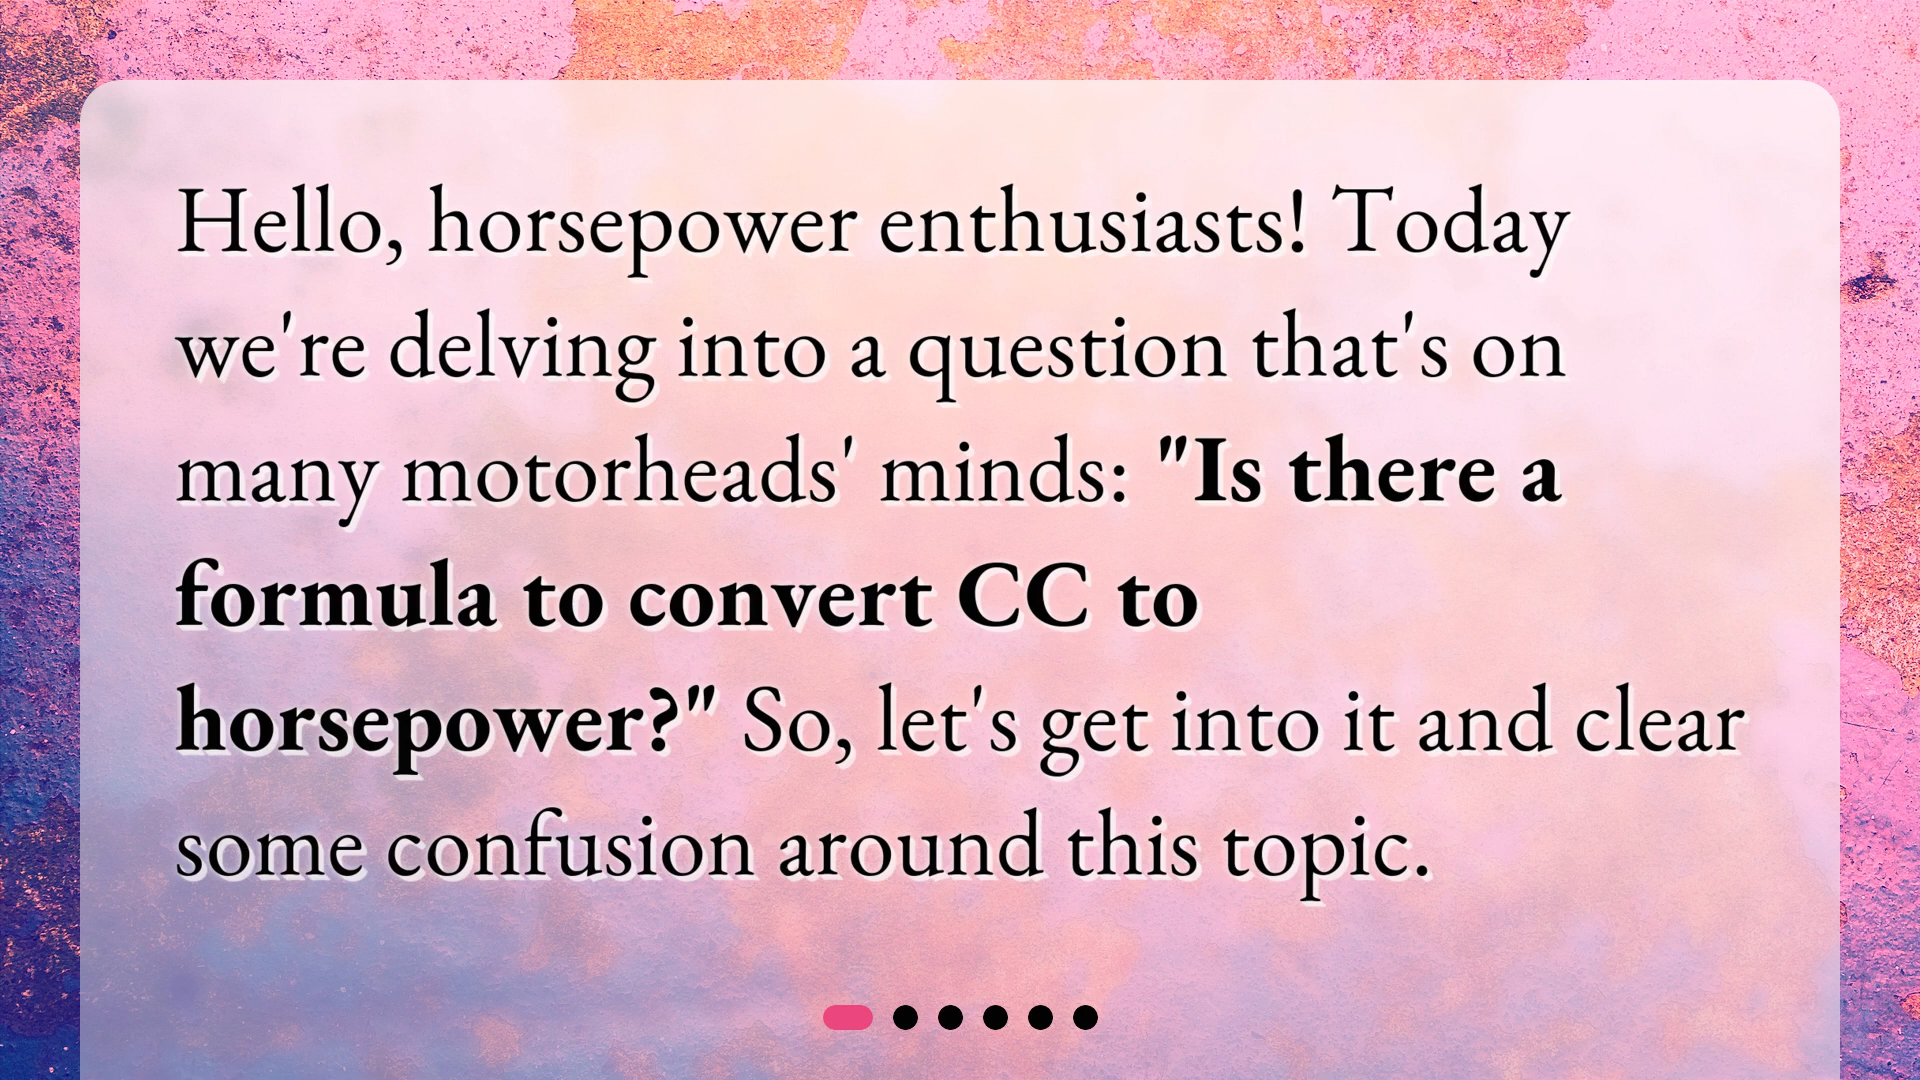 Hello, horsepower enthusiasts! Today
we're delving into a question that's on
many motorheads' minds: "Is there a
formula to convert CC to
horsepower?" So, let's get into it and clear
some confusion around this topic.